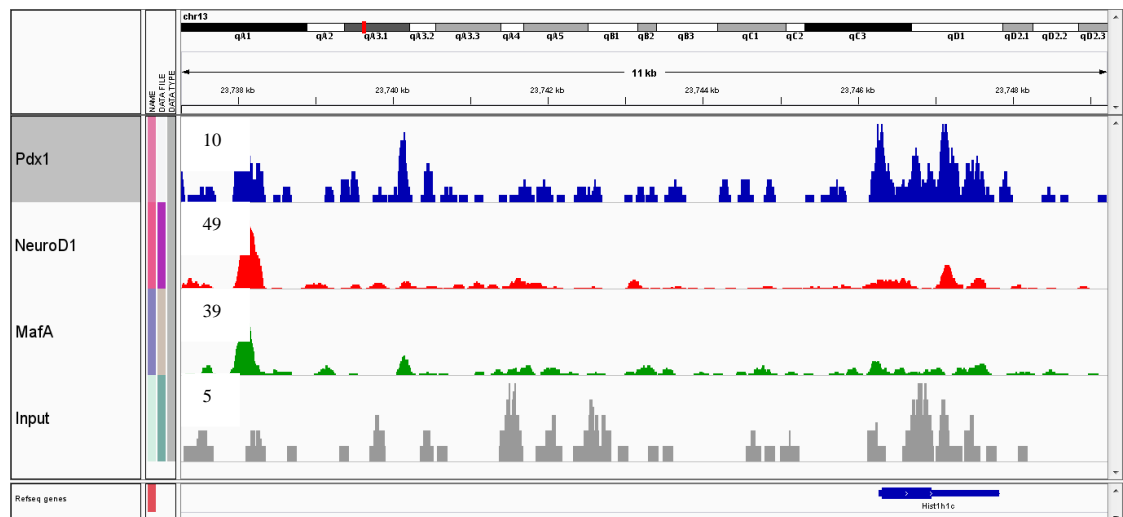 chr13
qA1 qA2 qA3.1 qA3.2 qA3.3 qA4 qA5 qB1 qB2 qB3 qC1 qC2 qC3 qD1 qD2.1 qD2.2 qD2.3
11 kb
23,738 kb 23,740 kb 23,742 kb 23,744 kb 23,746 kb 23,748 kb
NAME
DATA FILE
DATA TYPE
Pdx1
10
NeuroD1
49
MafA
39
Input
5
Refseq genes
Hist1h1c